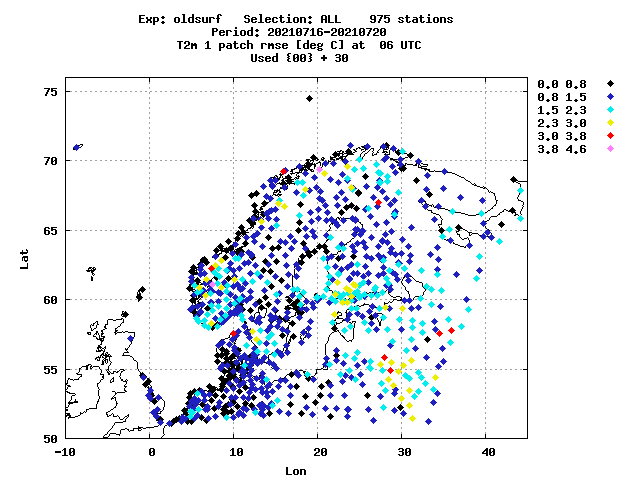 Exp: oldsurf   Selection: ALL    975 stations
Period: 20210716-20210720
T2m 1 patch rmse [deg C] at  06 UTC
Used {00} + 30
0.0 0.8
0.8 1.5
1.5 2.3
2.3 3.0
3.0 3.8
3.8 4.6
75
70
65
60
55
50
Lat
-10 0 10 20 30 40
Lon